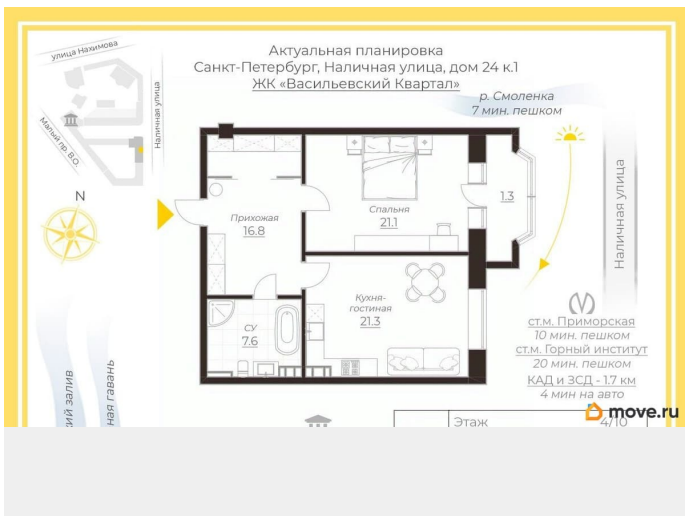 Актуальная планировка
Санкт-Петербург, Наличная улица, дом 24 к.1
ЖК «Васильевский Квартал»
улица Нахимова
Наличная улица
Малый пр. В.О.
р. Смоленка
7 мин. пешком
N
Прихожая
16.8
Спальня
21.1
1.3
Наличная улица
Кухня-
гостиная
21.3
СУ
7.6
ст.м. Приморская
10 мин. пешком
ст.м. Горный институт
20 мин. пешком
КАД и ЗСД - 1.7 км
4 мин на авто
ский залив
ная гавань
Этаж
4/10
move.ru